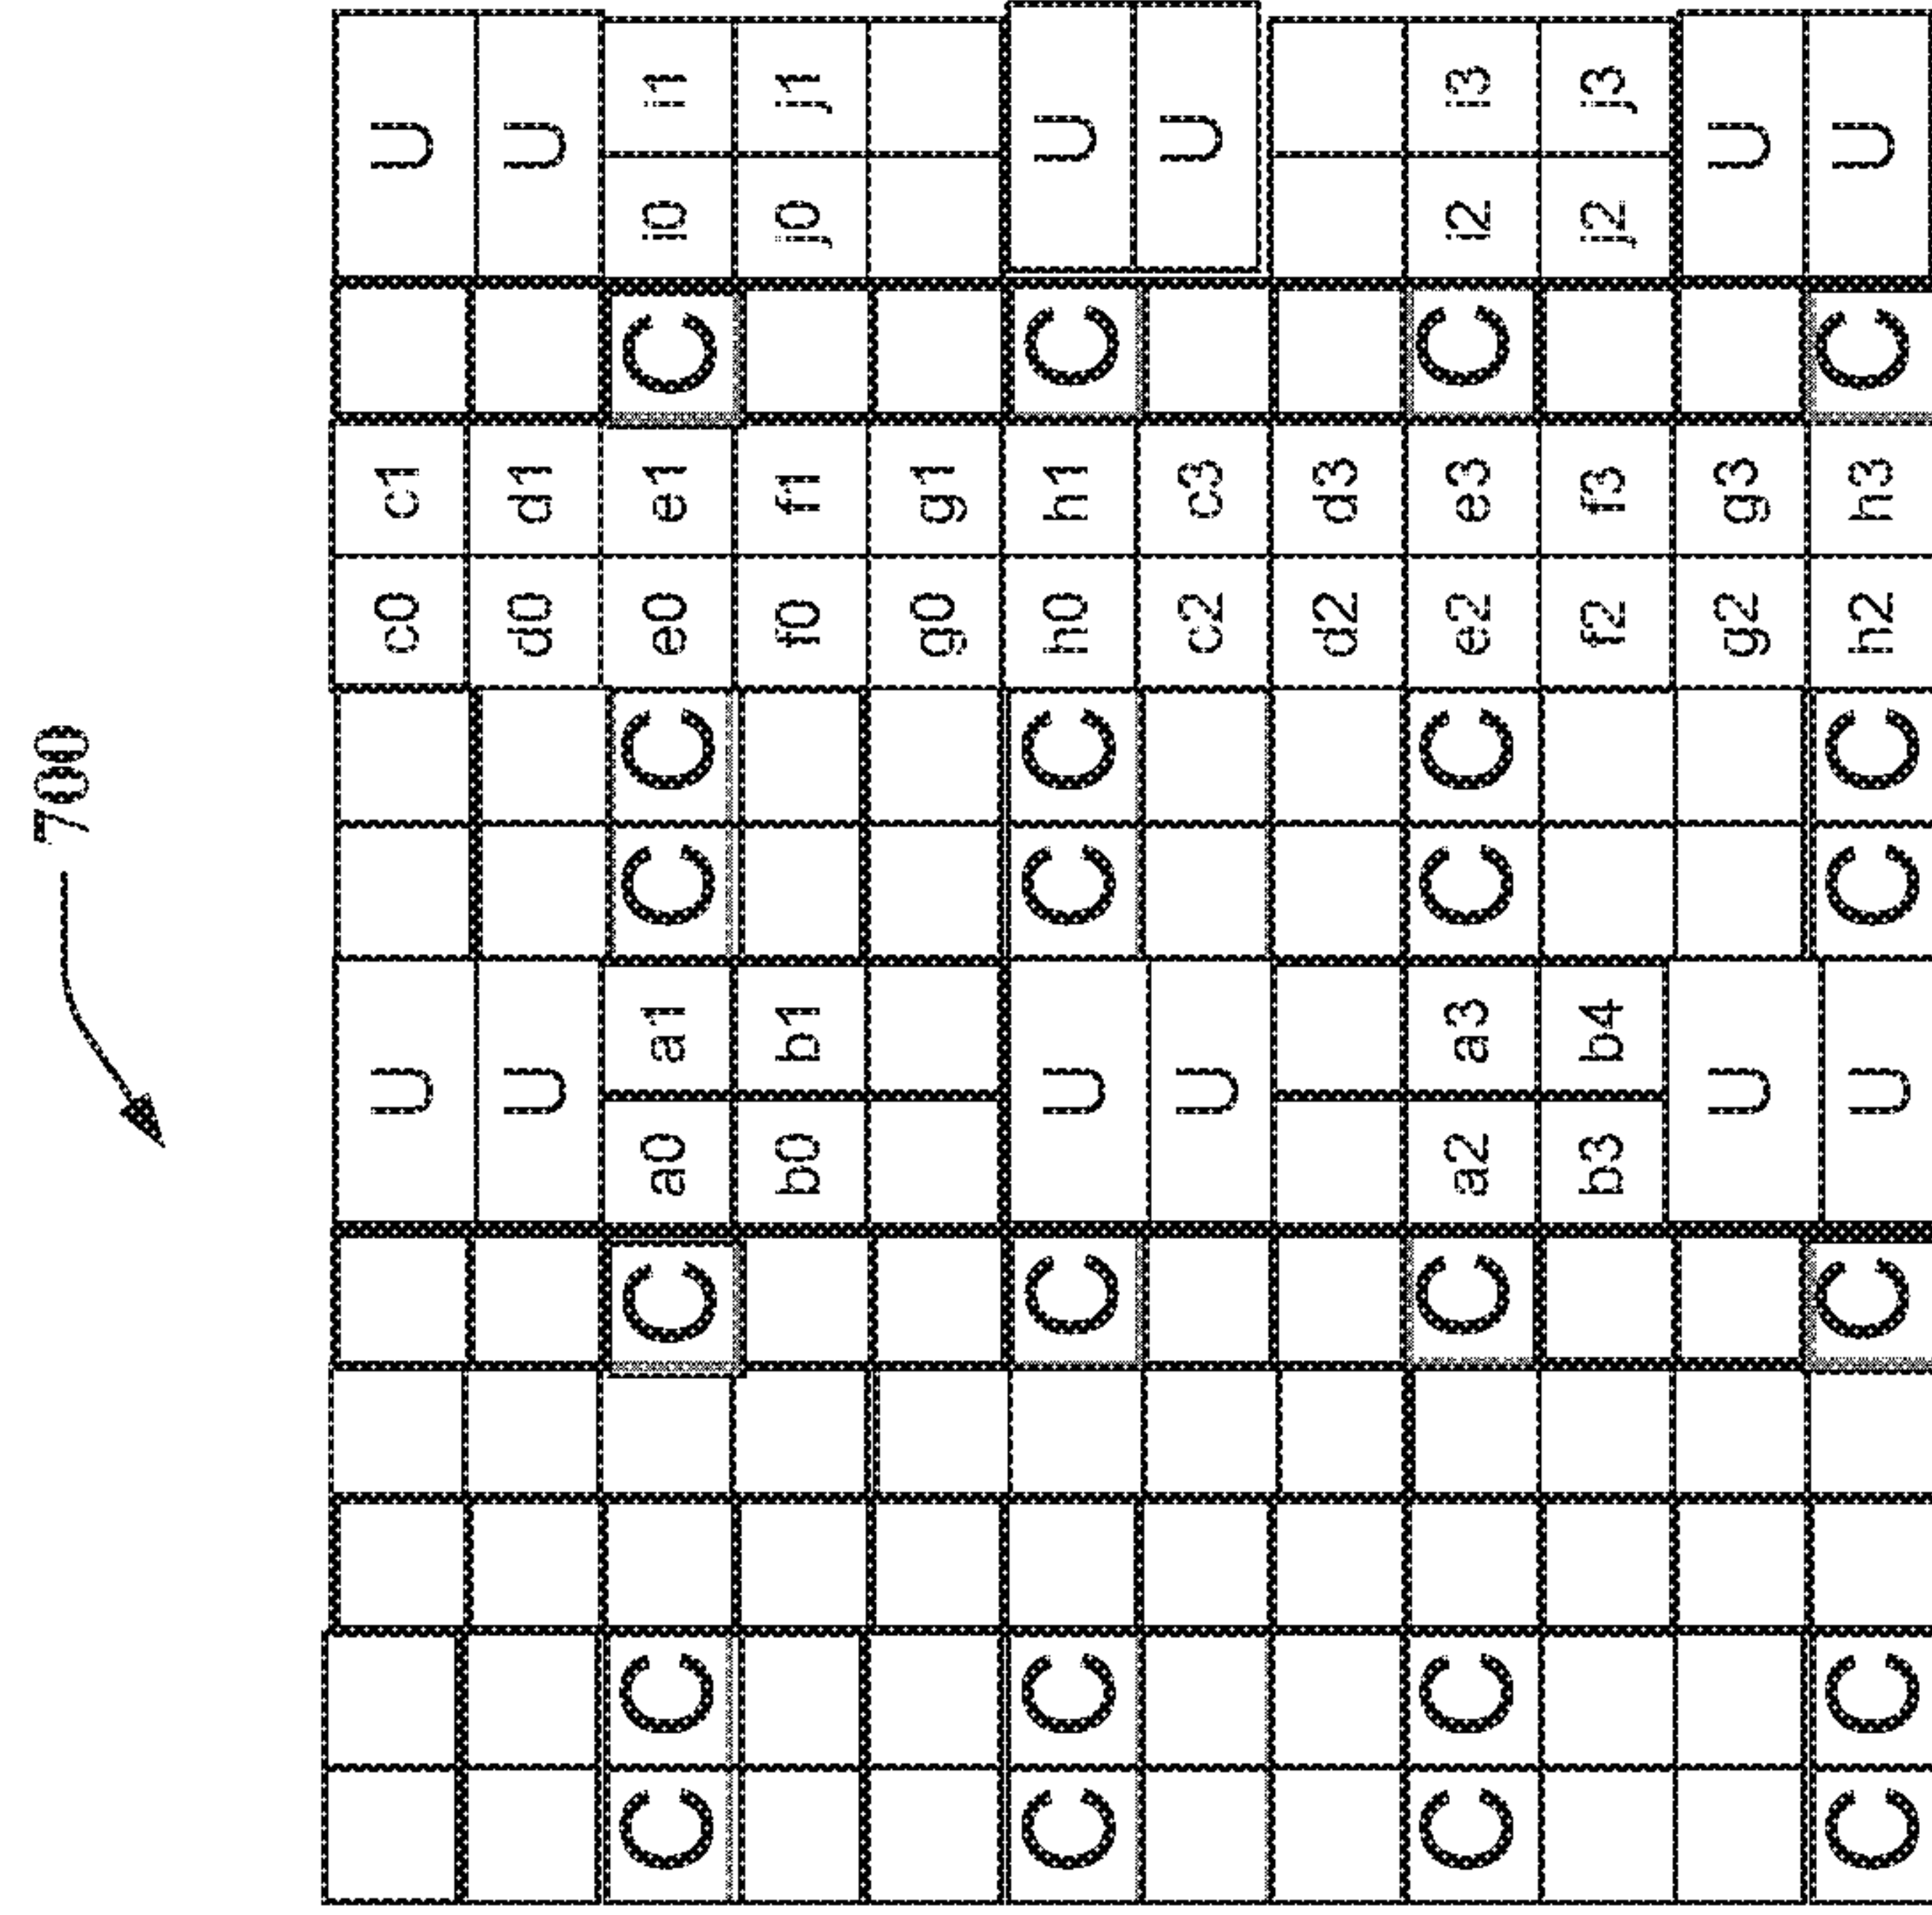 700
U c0 c1 U
U d0 d1 U
C C C a0 a1 C C e0 e1 C i0 i1
b0 b1 f0 f1 j0 j1
g0 g1
C C C U C C h0 h1 C U
U c2 c3 U
d2 d3
C C C a2 a3 C C e2 e3 C i2 i3
b3 b4 f2 f3 j2 j3
U g2 g3 U
C C C U C C h2 h3 C U